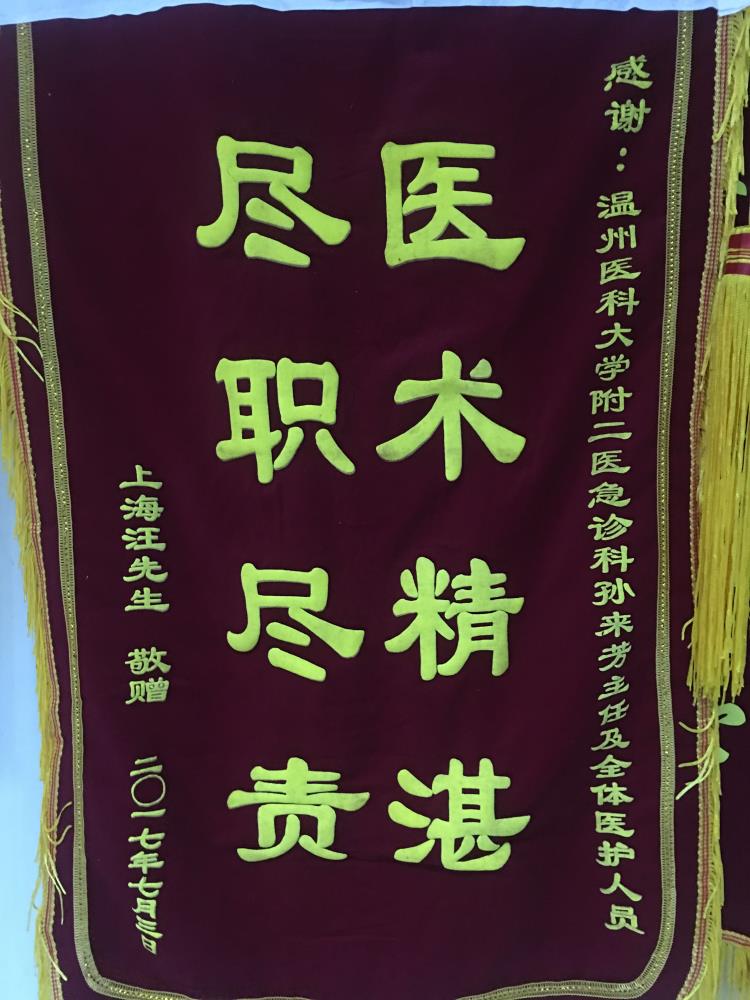 感谢：温州医科大学附二医急诊科孙来芳主任及全体医护人员
医术精湛
尽职尽责
上海汪先生 敬赠 二〇一七年七月三日